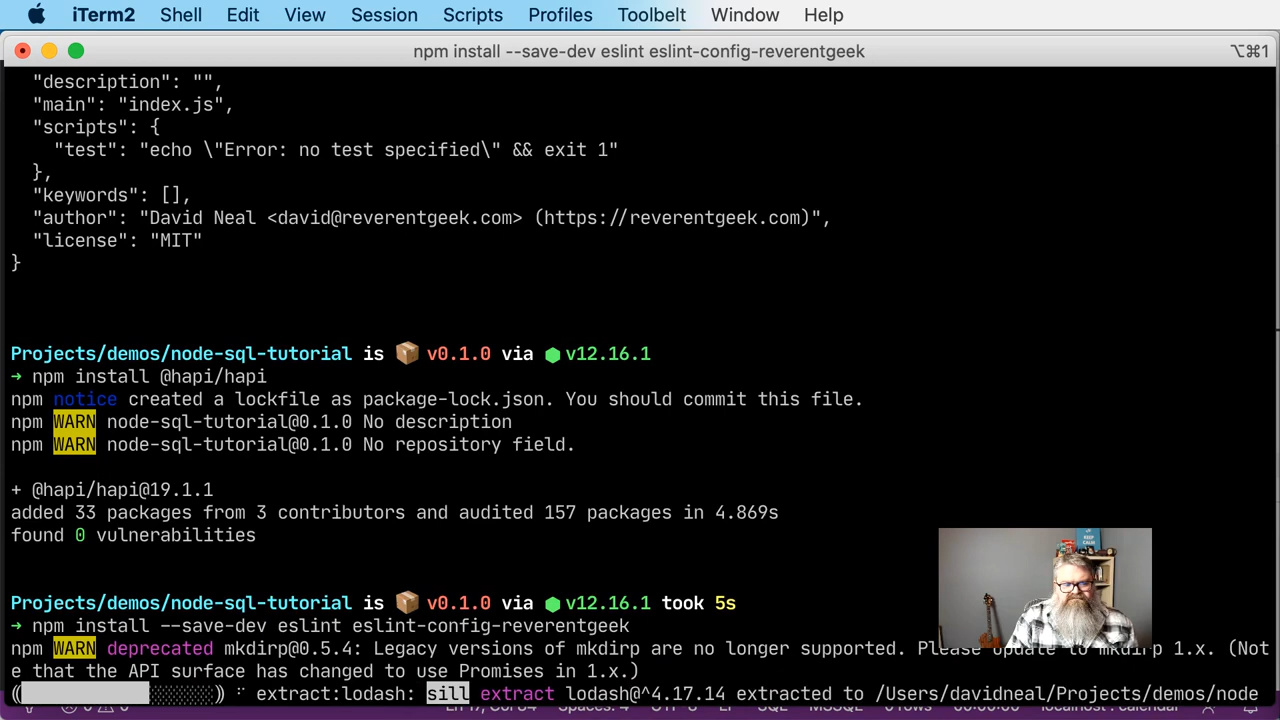 iTerm2 Shell Edit View Session Scripts Profiles Toolbelt Window Help
npm install --save-dev eslint eslint-config-reverentgeek ⌥⌘1
"description": "",
"main": "index.js",
"scripts": {
"test": "echo \"Error: no test specified\" && exit 1"
},
"keywords": [],
"author": "David Neal <david@reverentgeek.com> (https://reverentgeek.com)",
"license": "MIT"
}
Projects/demos/node-sql-tutorial is 📦 v0.1.0 via ⬢ v12.16.1
➜ npm install @hapi/hapi
npm notice created a lockfile as package-lock.json. You should commit this file.
npm WARN node-sql-tutorial@0.1.0 No description
npm WARN node-sql-tutorial@0.1.0 No repository field.
+ @hapi/hapi@19.1.1
added 33 packages from 3 contributors and audited 157 packages in 4.869s
found 0 vulnerabilities
KEEP CALM
Projects/demos/node-sql-tutorial is 📦 v0.1.0 via ⬢ v12.16.1 took 5s
➜ npm install --save-dev eslint eslint-config-reverentgeek
npm WARN deprecated mkdirp@0.5.4: Legacy versions of mkdirp are no longer supported. Please update to mkdirp 1.x. (Not
e that the API surface has changed to use Promises in 1.x.)
extract:lodash: sill extract lodash@^4.17.14 extracted to /Users/davidneal/Projects/demos/node